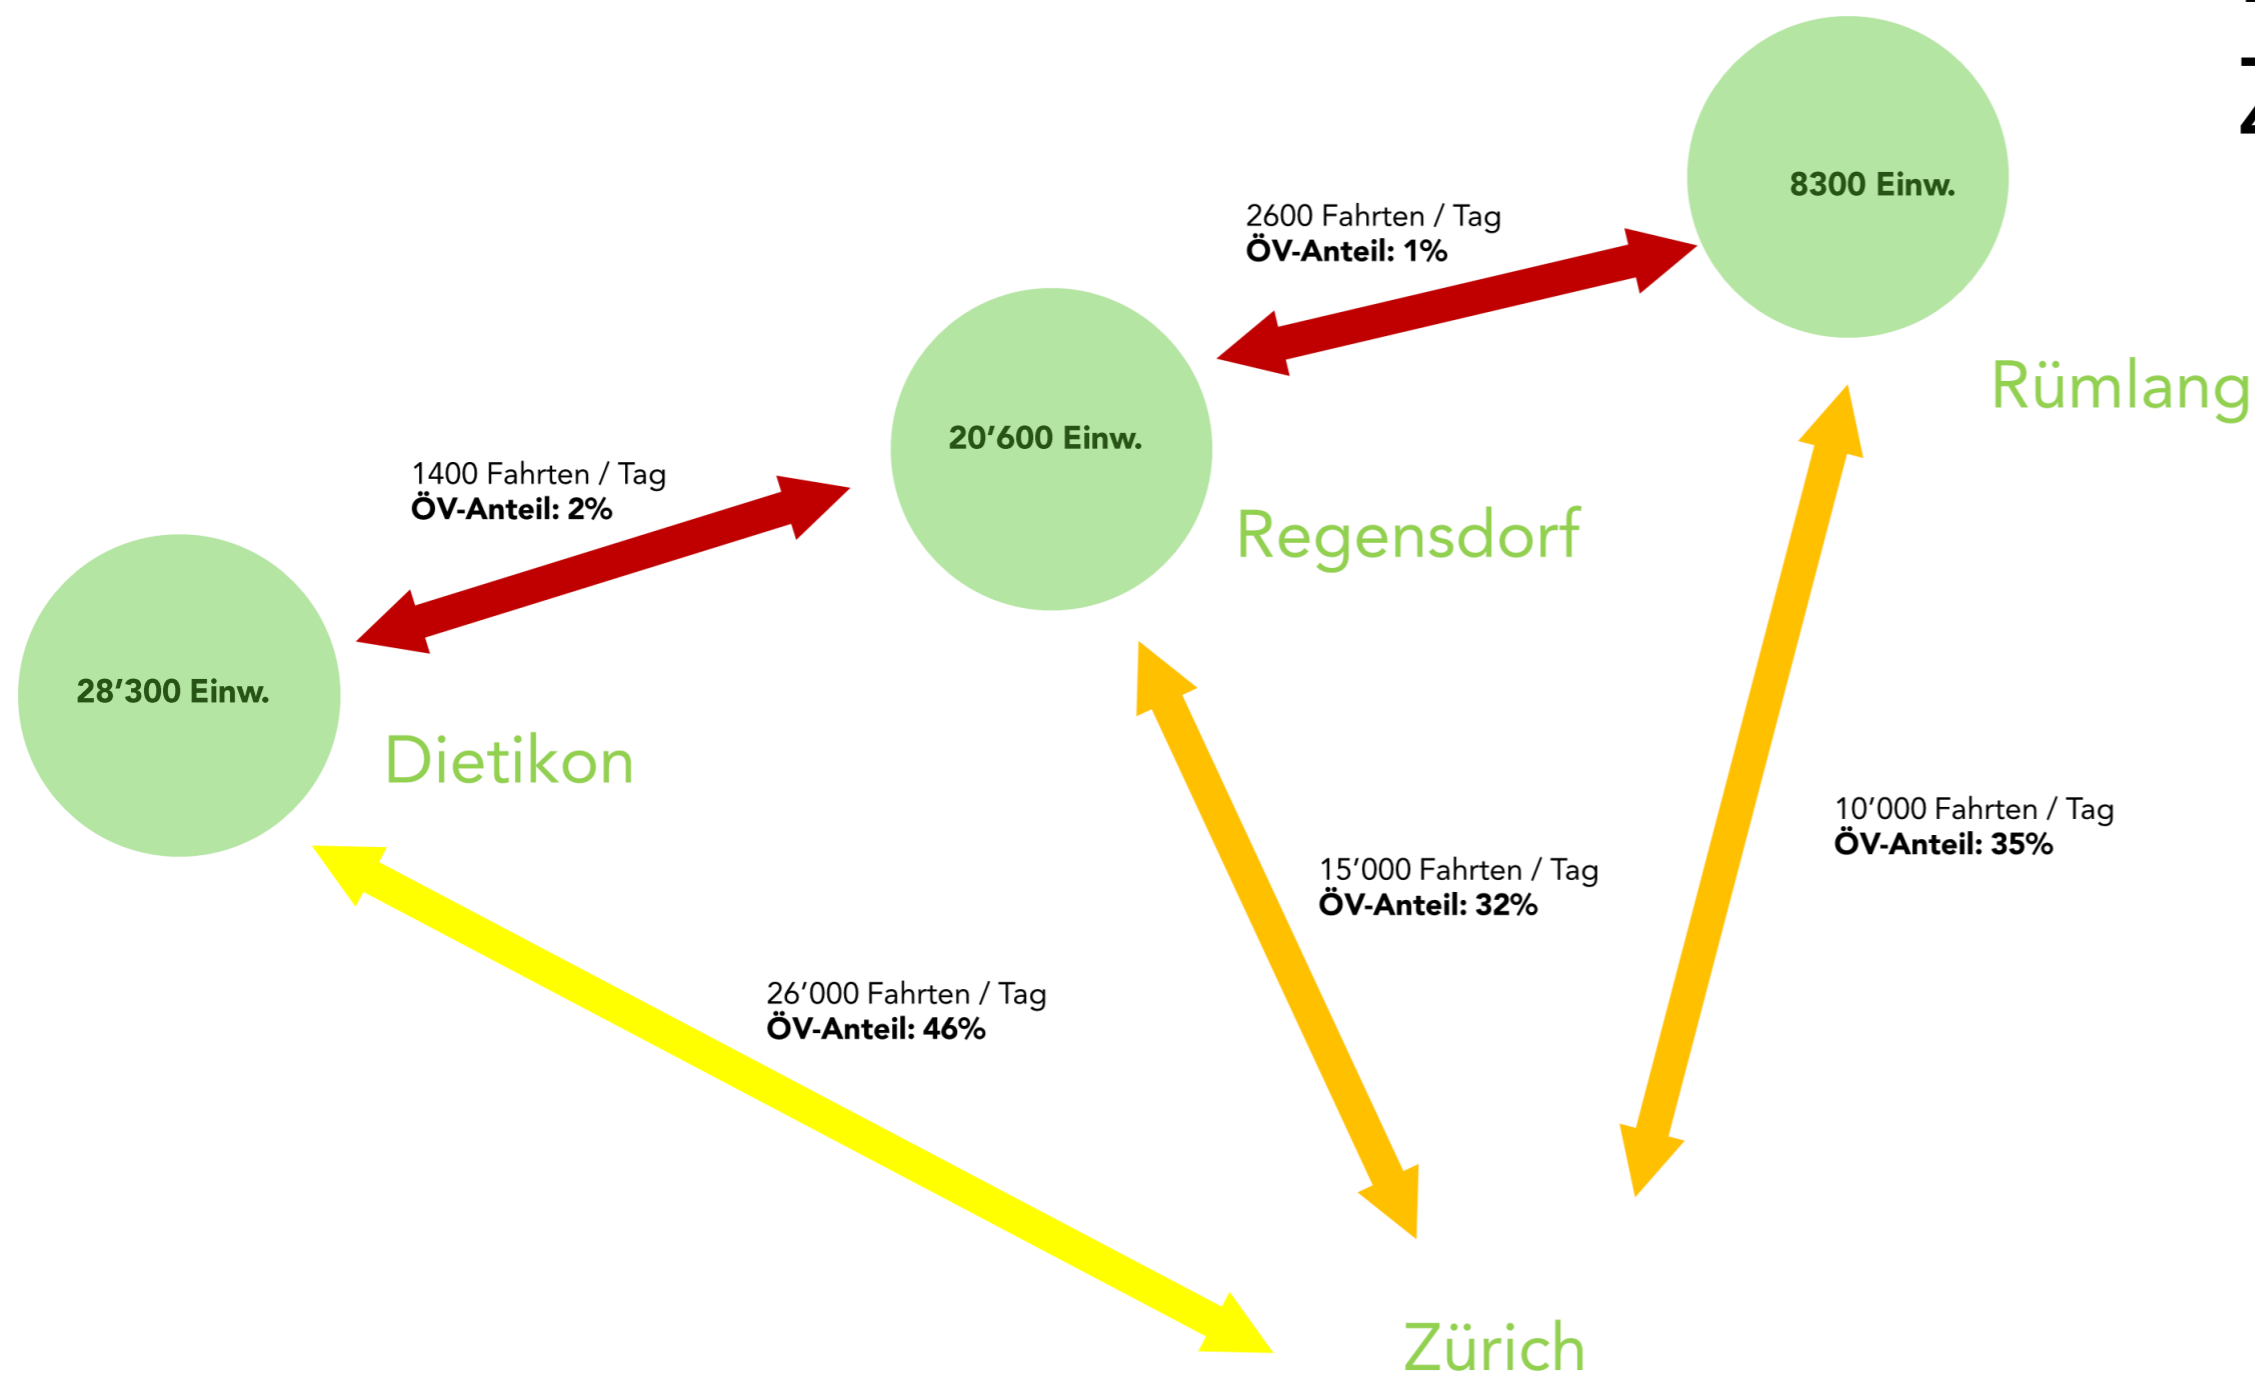 8300 Einw.
2600 Fahrten / Tag
ÖV-Anteil: 1%
Rümlang
20’600 Einw.
1400 Fahrten / Tag
ÖV-Anteil: 2%
Regensdorf
28’300 Einw.
Dietikon
10’000 Fahrten / Tag
ÖV-Anteil: 35%
15’000 Fahrten / Tag
ÖV-Anteil: 32%
26’000 Fahrten / Tag
ÖV-Anteil: 46%
Zürich